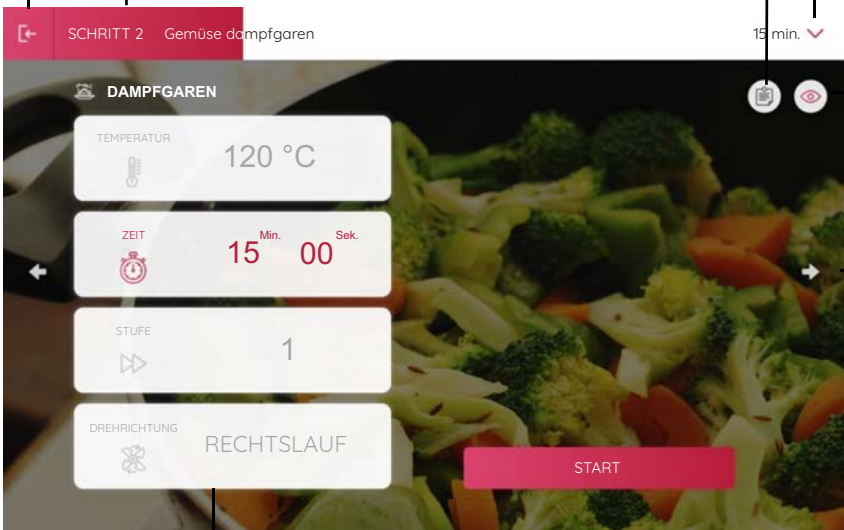 SCHRITT 2 Gemüse dampfgaren 15 min.
DAMPFGAREN
TEMPERATUR
120 °C
ZEIT
15 Min. 00 Sek.
STUFE
1
DREHRICHTUNG
RECHTSLAUF
START